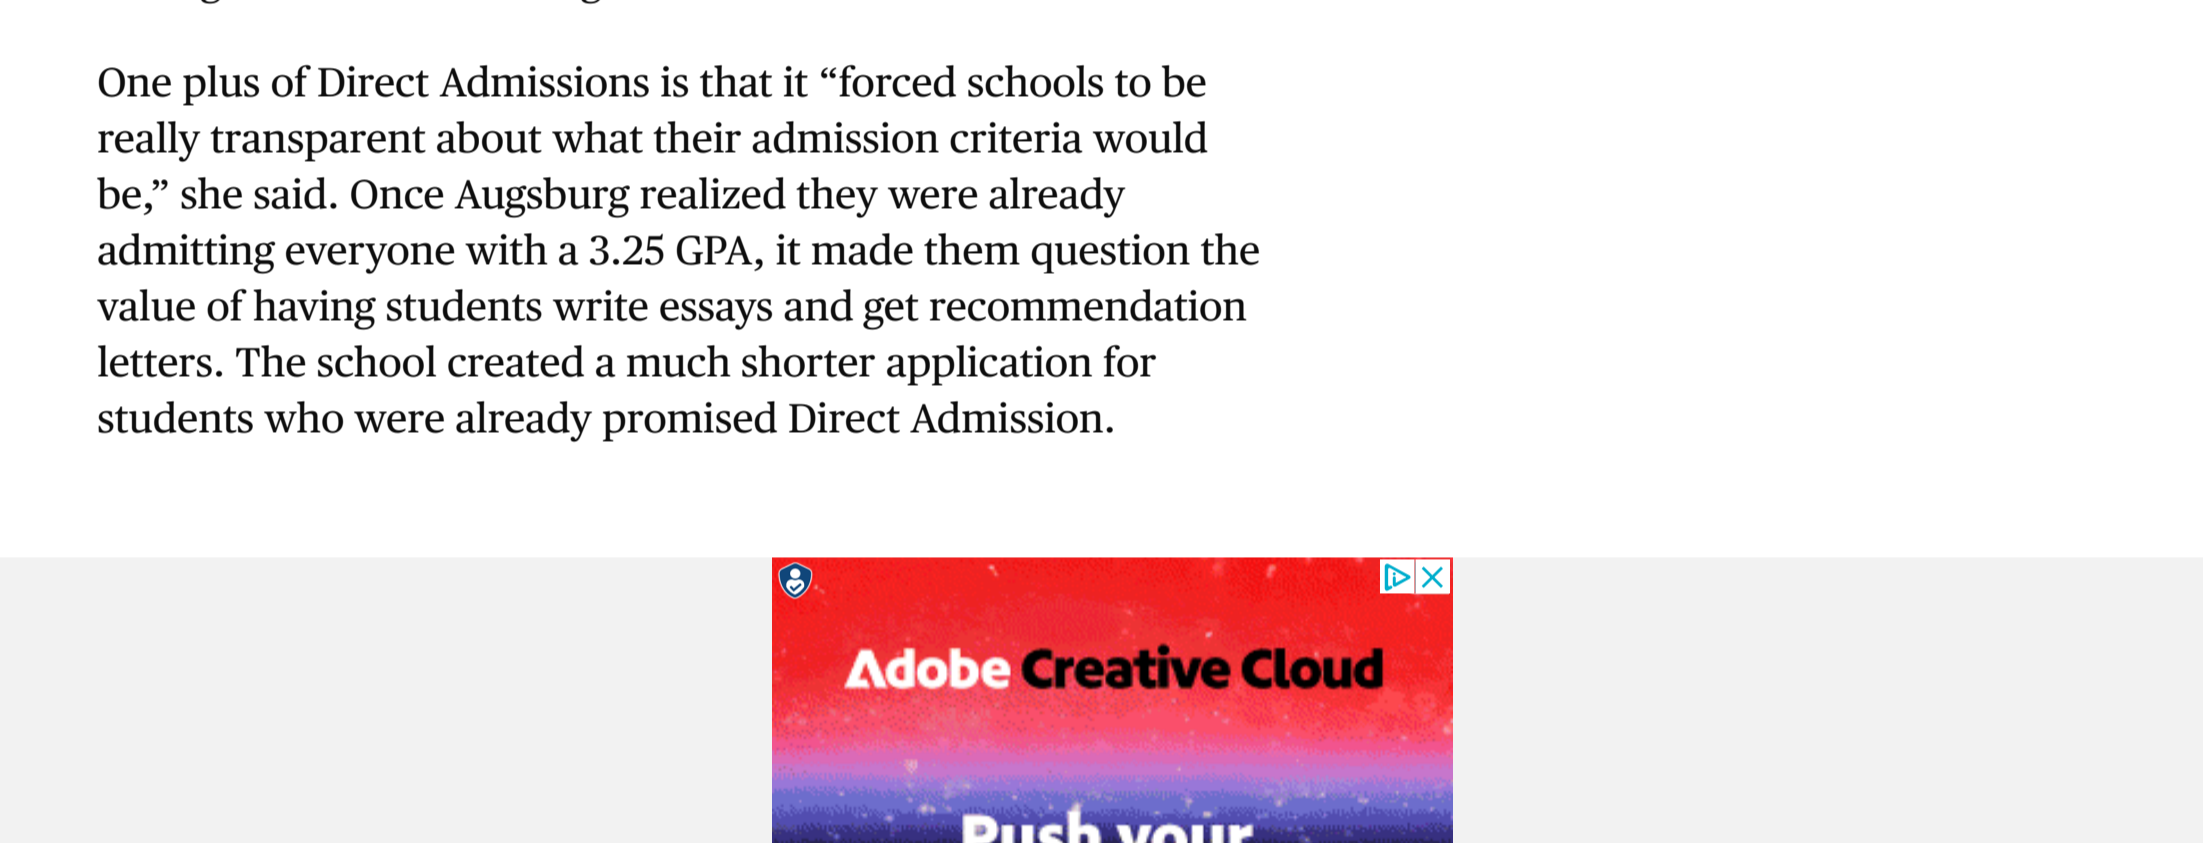 One plus of Direct Admissions is that it “forced schools to be
really transparent about what their admission criteria would
be,” she said. Once Augsburg realized they were already
admitting everyone with a 3.25 GPA, it made them question the
value of having students write essays and get recommendation
letters. The school created a much shorter application for
students who were already promised Direct Admission.
Adobe Creative Cloud
Push your